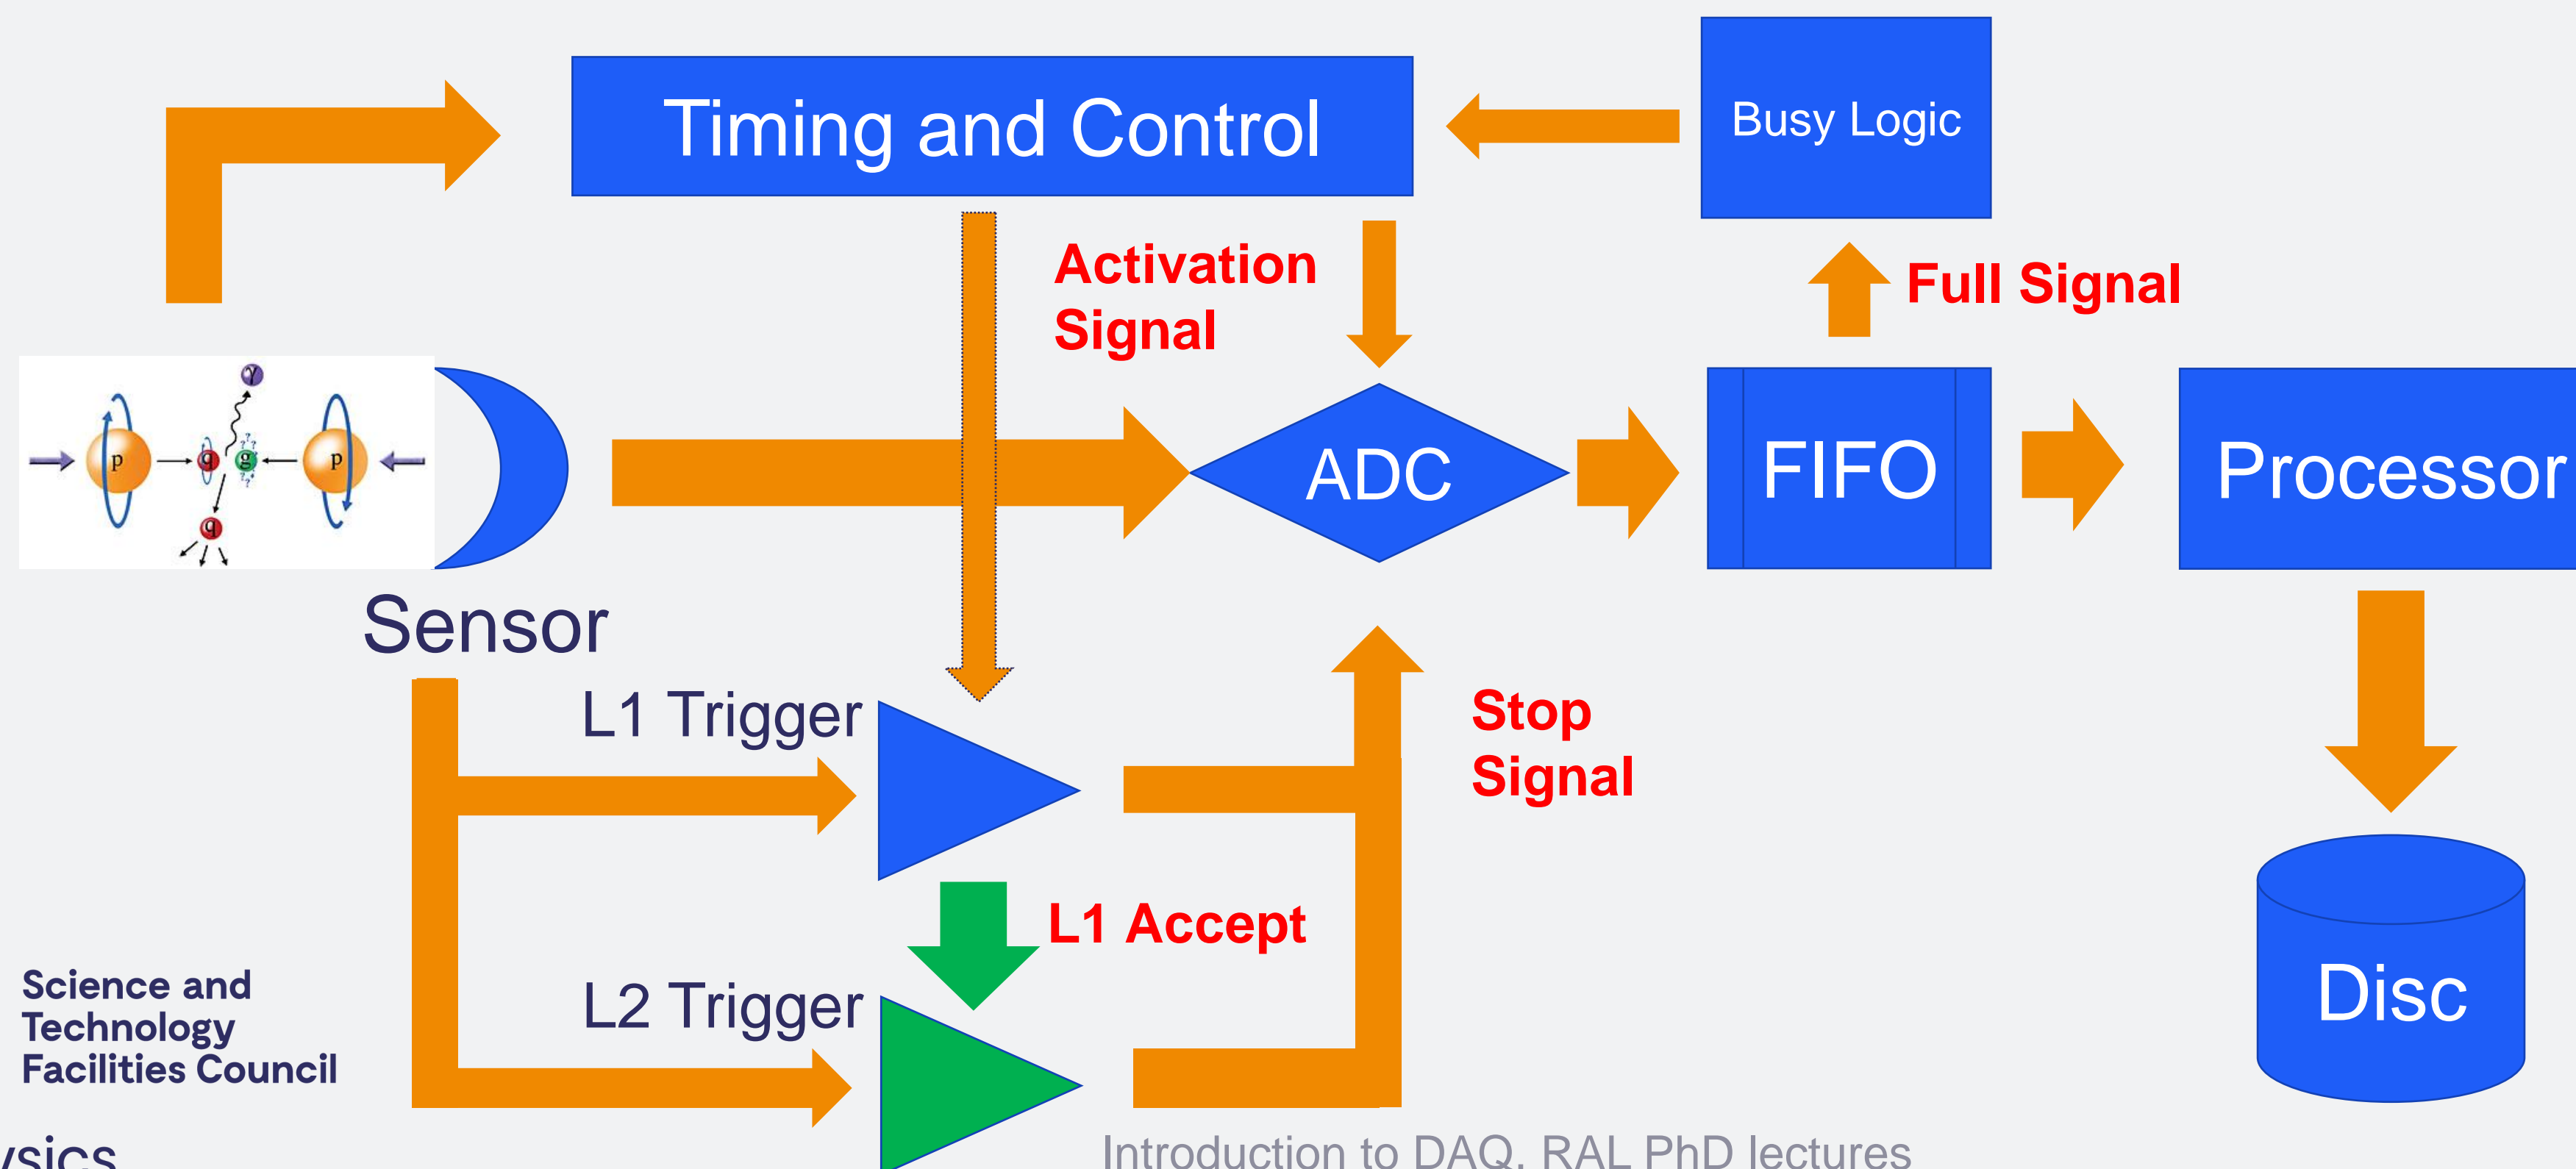 Timing and Control
Busy Logic
Activation
Signal
Full Signal
γ
p
q
g
p
q
ADC
FIFO
Processor
Sensor
L1 Trigger
Stop
Signal
L1 Accept
L2 Trigger
Disc
Science and
Technology
Facilities Council
Introduction to DAQ, RAL PhD lectures